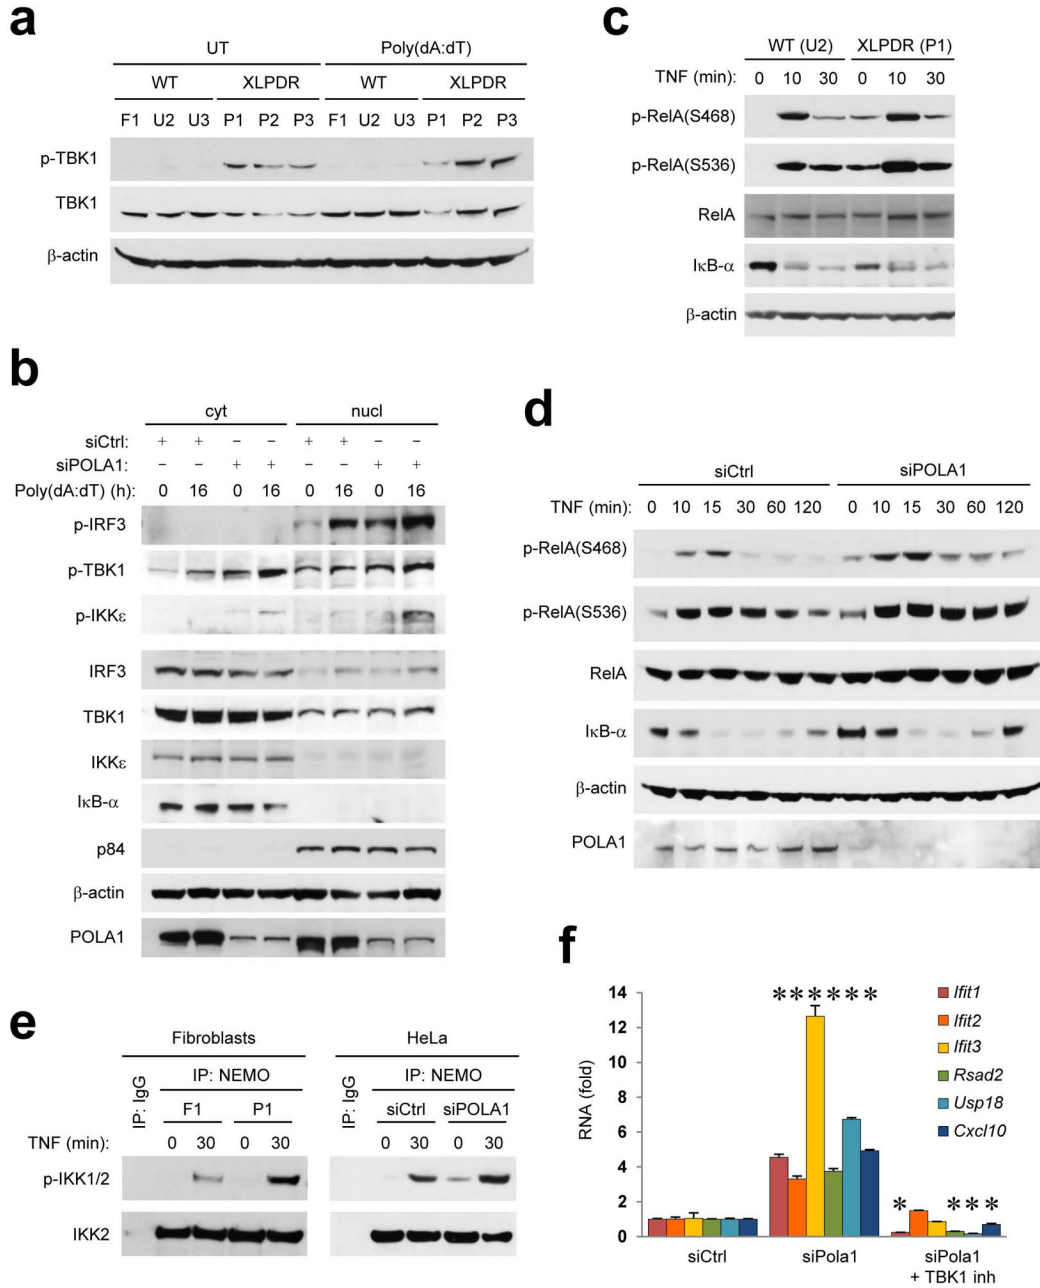 a
UT Poly(dA:dT)
WT XLPDR WT XLPDR
F1 U2 U3 P1 P2 P3 F1 U2 U3 P1 P2 P3
p-TBK1
TBK1
β-actin
b
cyt nucl
siCtrl: + + – – + + – –
siPOLA1: – – + + – – + +
Poly(dA:dT) (h): 0 16 0 16 0 16 0 16
p-IRF3
p-TBK1
p-IKKε
IRF3
TBK1
IKKε
IκB-α
p84
β-actin
POLA1
c
WT (U2) XLPDR (P1)
TNF (min): 0 10 30 0 10 30
p-RelA(S468)
p-RelA(S536)
RelA
IκB-α
β-actin
d
siCtrl siPOLA1
TNF (min): 0 10 15 30 60 120 0 10 15 30 60 120
p-RelA(S468)
p-RelA(S536)
RelA
IκB-α
β-actin
POLA1
e
Fibroblasts HeLa
IP: IgG IP: NEMO IP: IgG IP: NEMO
F1 P1 siCtrl siPOLA1
TNF (min): 0 30 0 30 0 30 0 30
p-IKK1/2
IKK2
f
RNA (fold)
14
12
10
8
6
4
2
0
******
* ***
Ifit1
Ifit2
Ifit3
Rsad2
Usp18
Cxcl10
siCtrl siPola1 siPola1
+ TBK1 inh